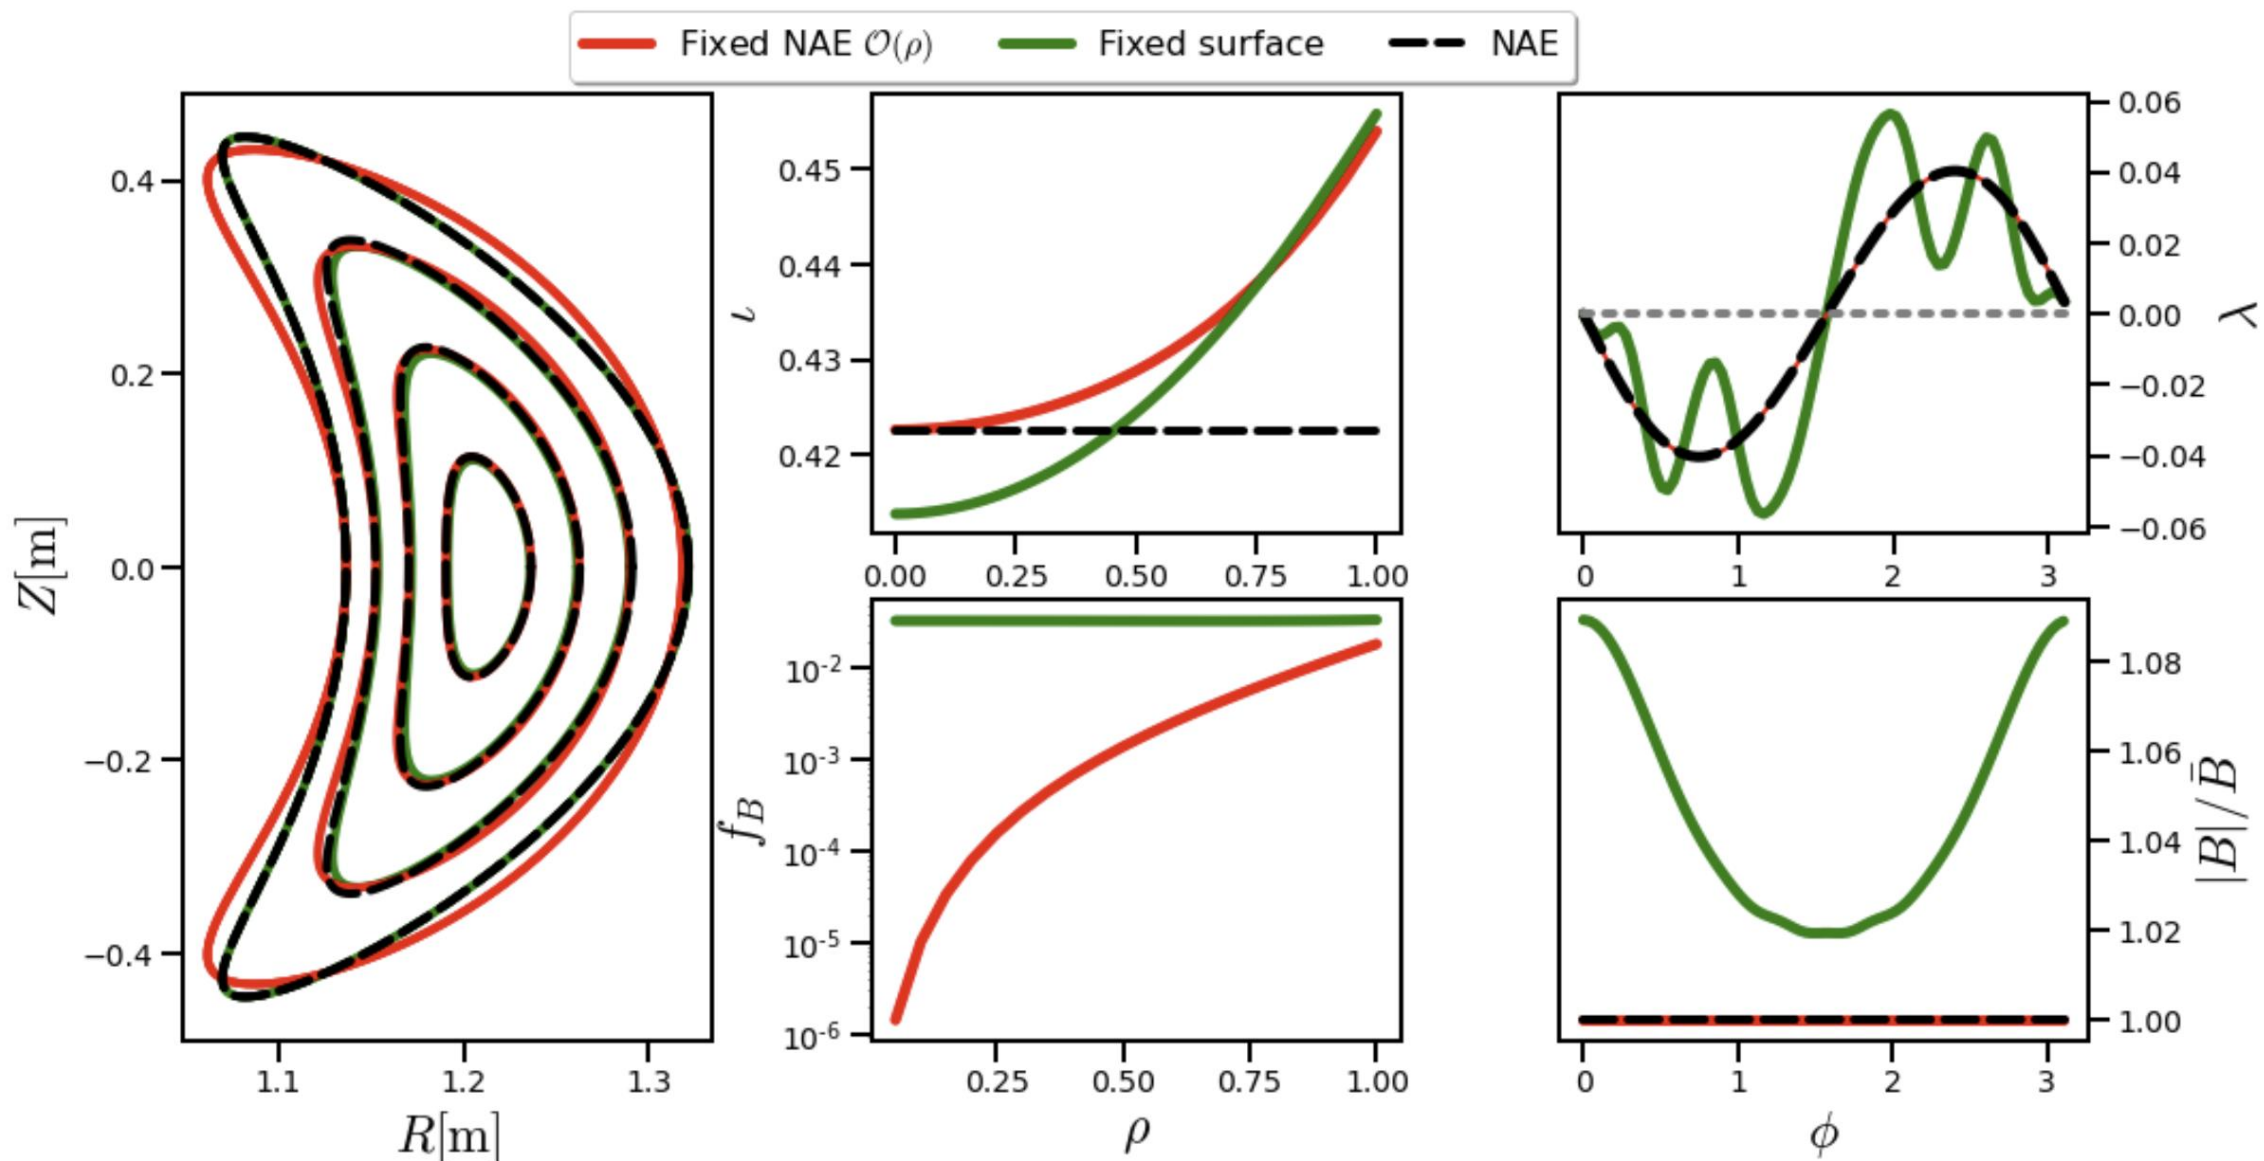 Fixed NAE 𝒪(ρ) Fixed surface NAE
0.4
0.2
0.0
−0.2
−0.4
Z[m]
1.1 1.2 1.3
R[m]
0.45
0.44
0.43
0.42
ι
0.00 0.25 0.50 0.75 1.00
0.06
0.04
0.02
0.00
−0.02
−0.04
−0.06
λ
0 1 2 3
10⁻²
10⁻³
10⁻⁴
10⁻⁵
10⁻⁶
f_B
0.25 0.50 0.75 1.00
ρ
1.08
1.06
1.04
1.02
1.00
|B|/B̄
0 1 2 3
ϕ